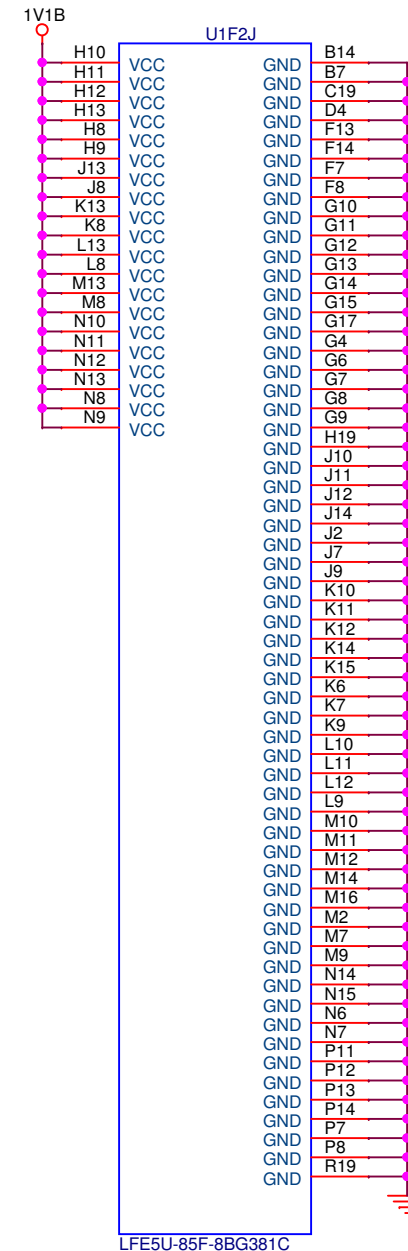 1V1B
U1F2J
H10 VCC GND B14
H11 VCC GND B7
H12 VCC GND C19
H13 VCC GND D4
H8 VCC GND F13
H9 VCC GND F14
J13 VCC GND F7
J8 VCC GND F8
K13 VCC GND G10
K8 VCC GND G11
L13 VCC GND G12
L8 VCC GND G13
M13 VCC GND G14
M8 VCC GND G15
N10 VCC GND G17
N11 VCC GND G4
N12 VCC GND G6
N13 VCC GND G7
N8 VCC GND G8
N9 VCC GND G9
GND H19
GND J10
GND J11
GND J12
GND J14
GND J2
GND J7
GND J9
GND K10
GND K11
GND K12
GND K14
GND K15
GND K6
GND K7
GND K9
GND L10
GND L11
GND L12
GND L9
GND M10
GND M11
GND M12
GND M14
GND M16
GND M2
GND M7
GND M9
GND N14
GND N15
GND N6
GND N7
GND P11
GND P12
GND P13
GND P14
GND P7
GND P8
GND R19
LFE5U-85F-8BG381C